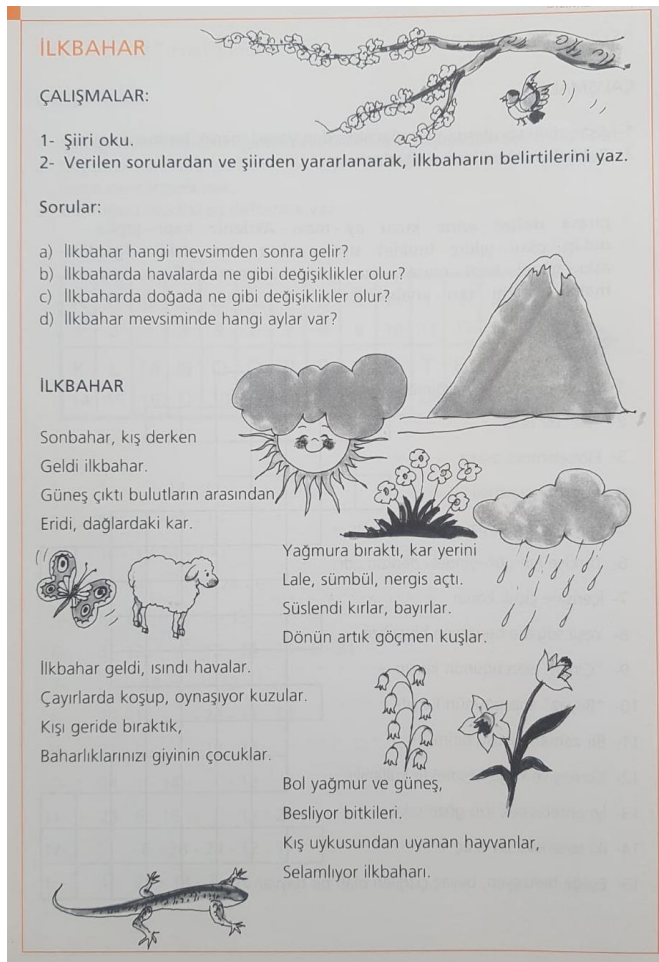 İLKBAHAR
ÇALIŞMALAR:
1- Şiiri oku.
2- Verilen sorulardan ve şiirden yararlanarak, ilkbaharın belirtilerini yaz.
Sorular:
a) İlkbahar hangi mevsimden sonra gelir?
b) İlkbaharda havalarda ne gibi değişiklikler olur?
c) İlkbaharda doğada ne gibi değişiklikler olur?
d) İlkbahar mevsiminde hangi aylar var?
İLKBAHAR
Sonbahar, kış derken
Geldi ilkbahar.
Güneş çıktı bulutların arasından,
Eridi, dağlardaki kar.
Yağmura bıraktı, kar yerini
Lale, sümbül, nergis açtı.
Süslendi kırlar, bayırlar.
Dönün artık göçmen kuşlar.
İlkbahar geldi, ısındı havalar.
Çayırlarda koşup, oynaşıyor kuzular.
Kışı geride bıraktık,
Baharlıklarınızı giyinin çocuklar.
Bol yağmur ve güneş,
Besliyor bitkileri.
Kış uykusundan uyanan hayvanlar,
Selamlıyor ilkbaharı.